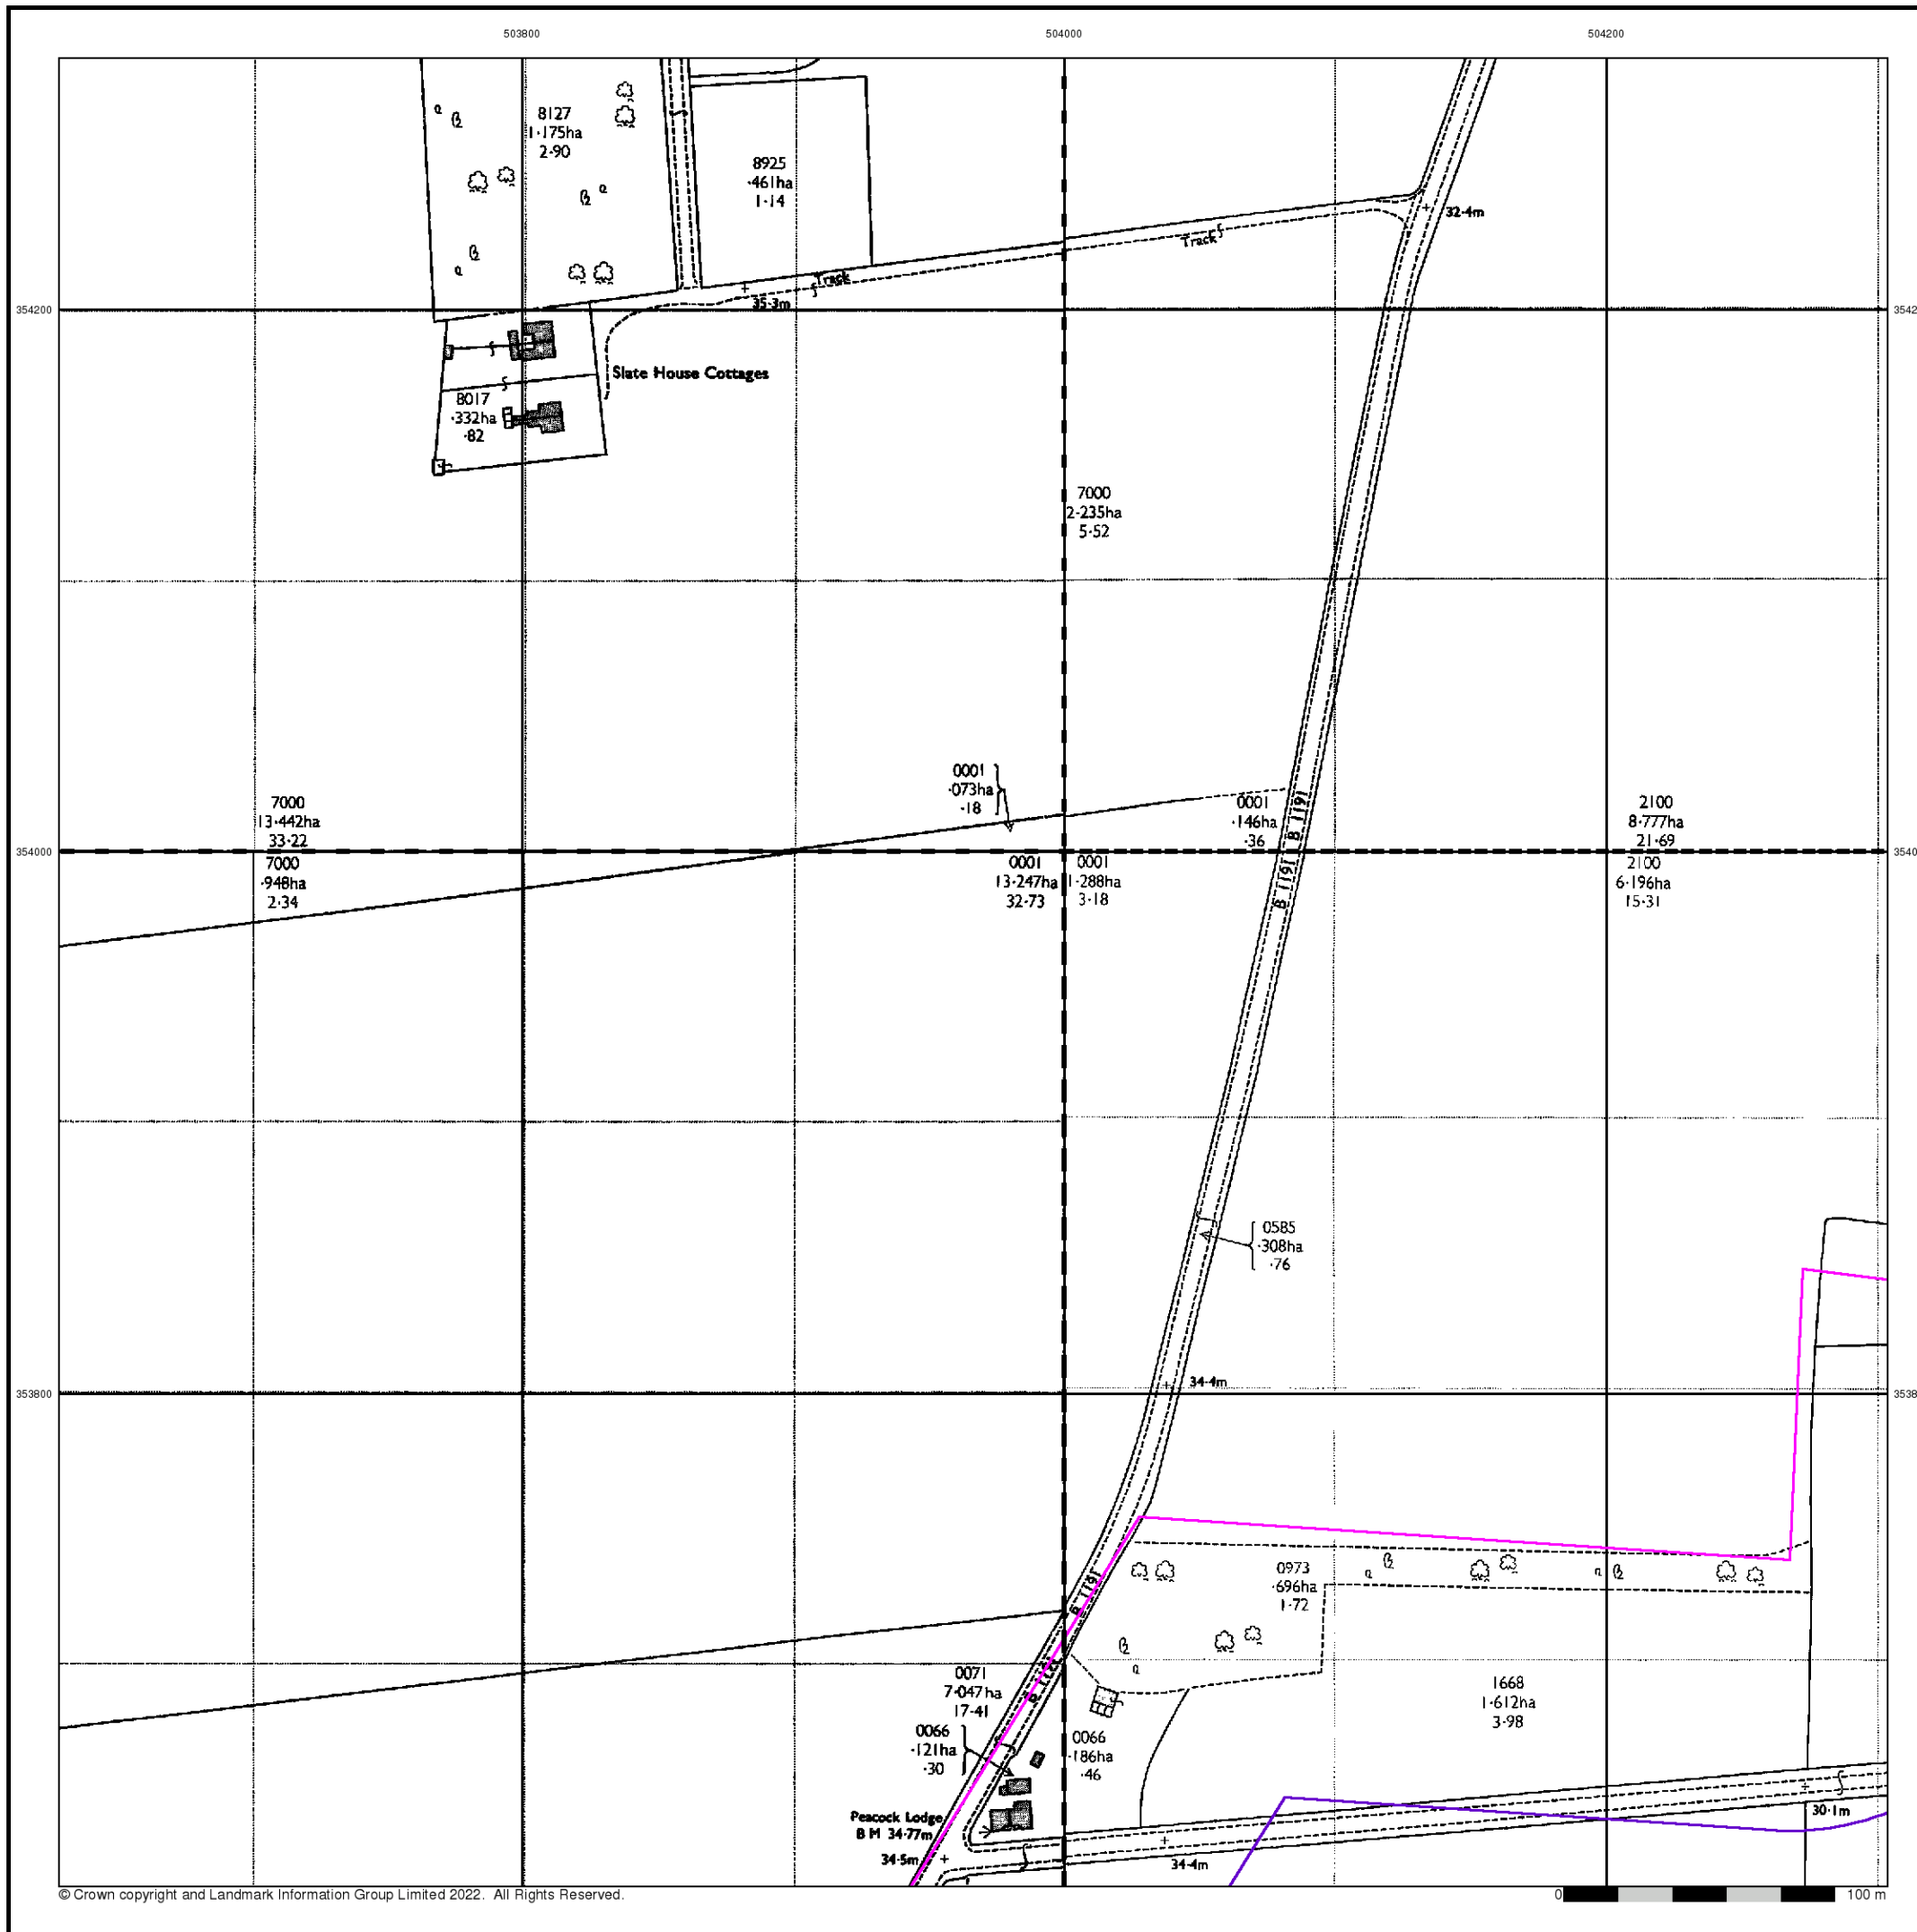 503800
504000
504200
8127
1·175ha
2·90
8925
·461ha
1·14
32·4m
Track
Track
35·3m
354200
3542
Slate House Cottages
8017
·332ha
·82
7000
2·235ha
5·52
0001
·073ha
·18
7000
13·442ha
33·22
0001
·146ha
·36
B 1191
2100
8·777ha
21·69
354000
3540
7000
·948ha
2·34
0001
13·247ha
32·73
0001
1·288ha
3·18
B 1191
2100
6·196ha
15·31
0585
·308ha
·76
34·4m
353800
3538
B 1191
0973
·696ha
1·72
0071
7·047ha
17·41
1668
1·612ha
3·98
0066
·121ha
·30
0066
·186ha
·46
Peacock Lodge
B M 34·77m
30·1m
34·5m
34·4m
© Crown copyright and Landmark Information Group Limited 2022. All Rights Reserved.
0
100 m